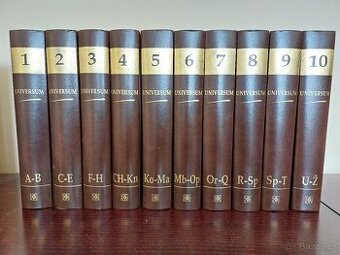 1 2 3 4 5 6 7 8 9 10
UNIVERSUM UNIVERSUM UNIVERSUM UNIVERSUM UNIVERSUM UNIVERSUM UNIVERSUM UNIVERSUM UNIVERSUM UNIVERSUM
A-B C-E F-H CH-Kn Ko-Ma Mb-Op Or-Q R-Sp Sp-T U-Ž